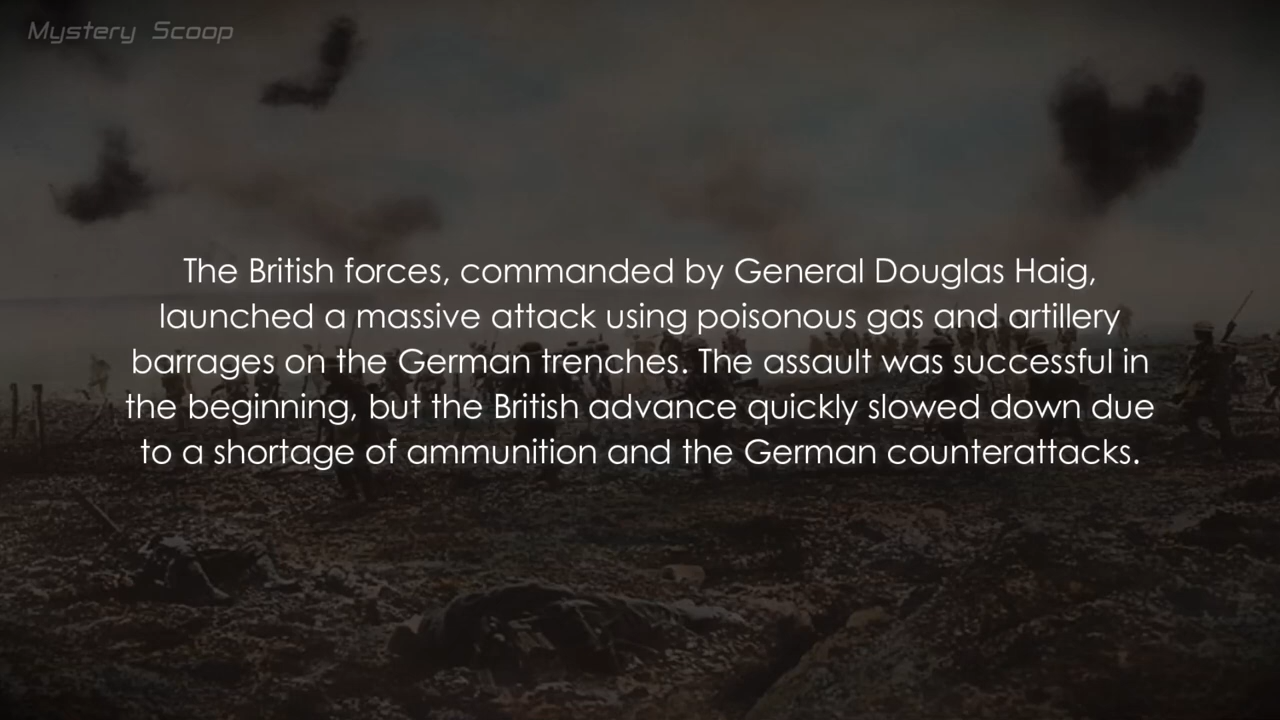 Mystery Scoop
The British forces, commanded by General Douglas Haig,
launched a massive attack using poisonous gas and artillery
barrages on the German trenches. The assault was successful in
the beginning, but the British advance quickly slowed down due
to a shortage of ammunition and the German counterattacks.